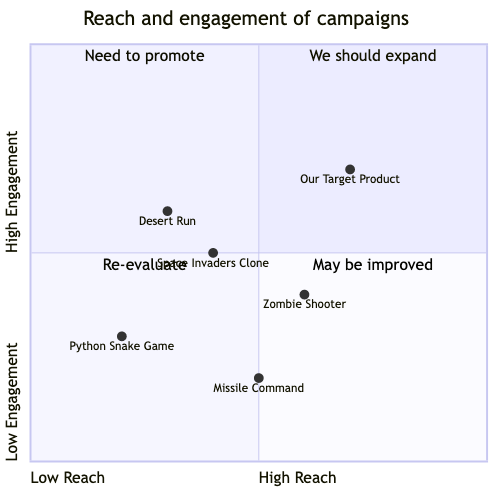 Reach and engagement of campaigns
Need to promote
We should expand
High Engagement
Our Target Product
Desert Run
Space Invaders Clone
Re-evaluate
May be improved
Zombie Shooter
Python Snake Game
Missile Command
Low Engagement
Low Reach
High Reach